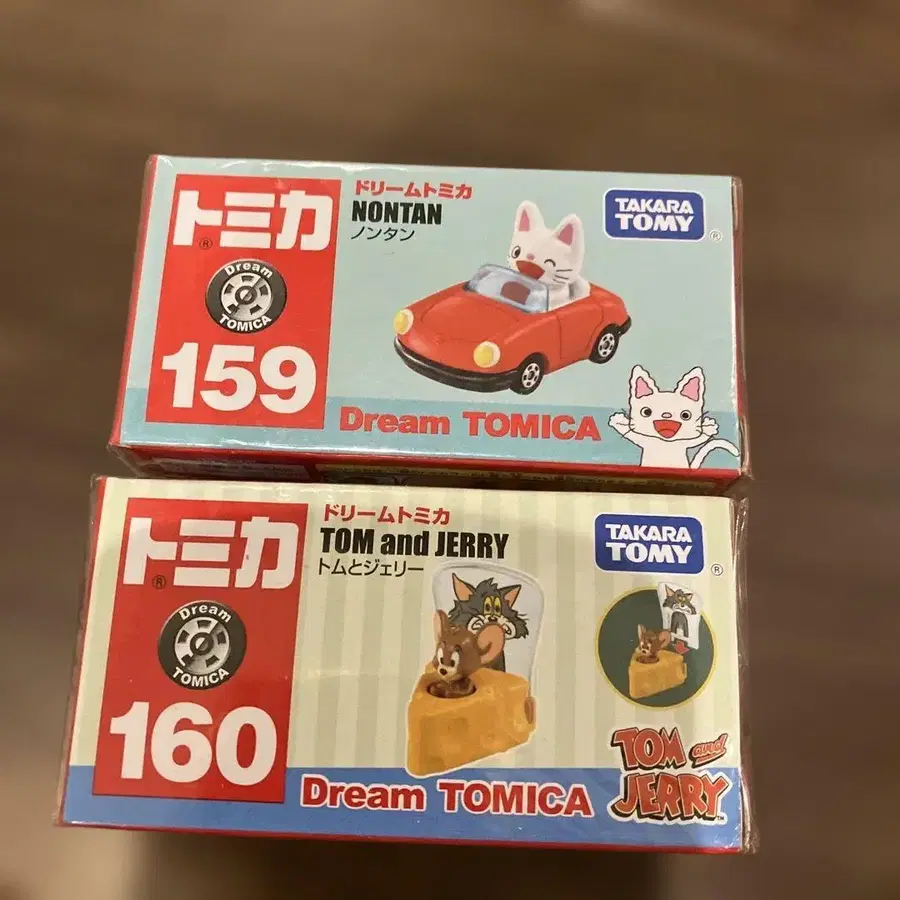 トミカ
®
Dream
TOMICA
159
ドリームトミカ
NONTAN
ノンタン
TAKARA
TOMY
®
Dream TOMICA
トミカ
®
Dream
TOMICA
160
ドリームトミカ
TOM and JERRY
トムとジェリー
TAKARA
TOMY
®
TOM and
JERRY
™
Dream TOMICA